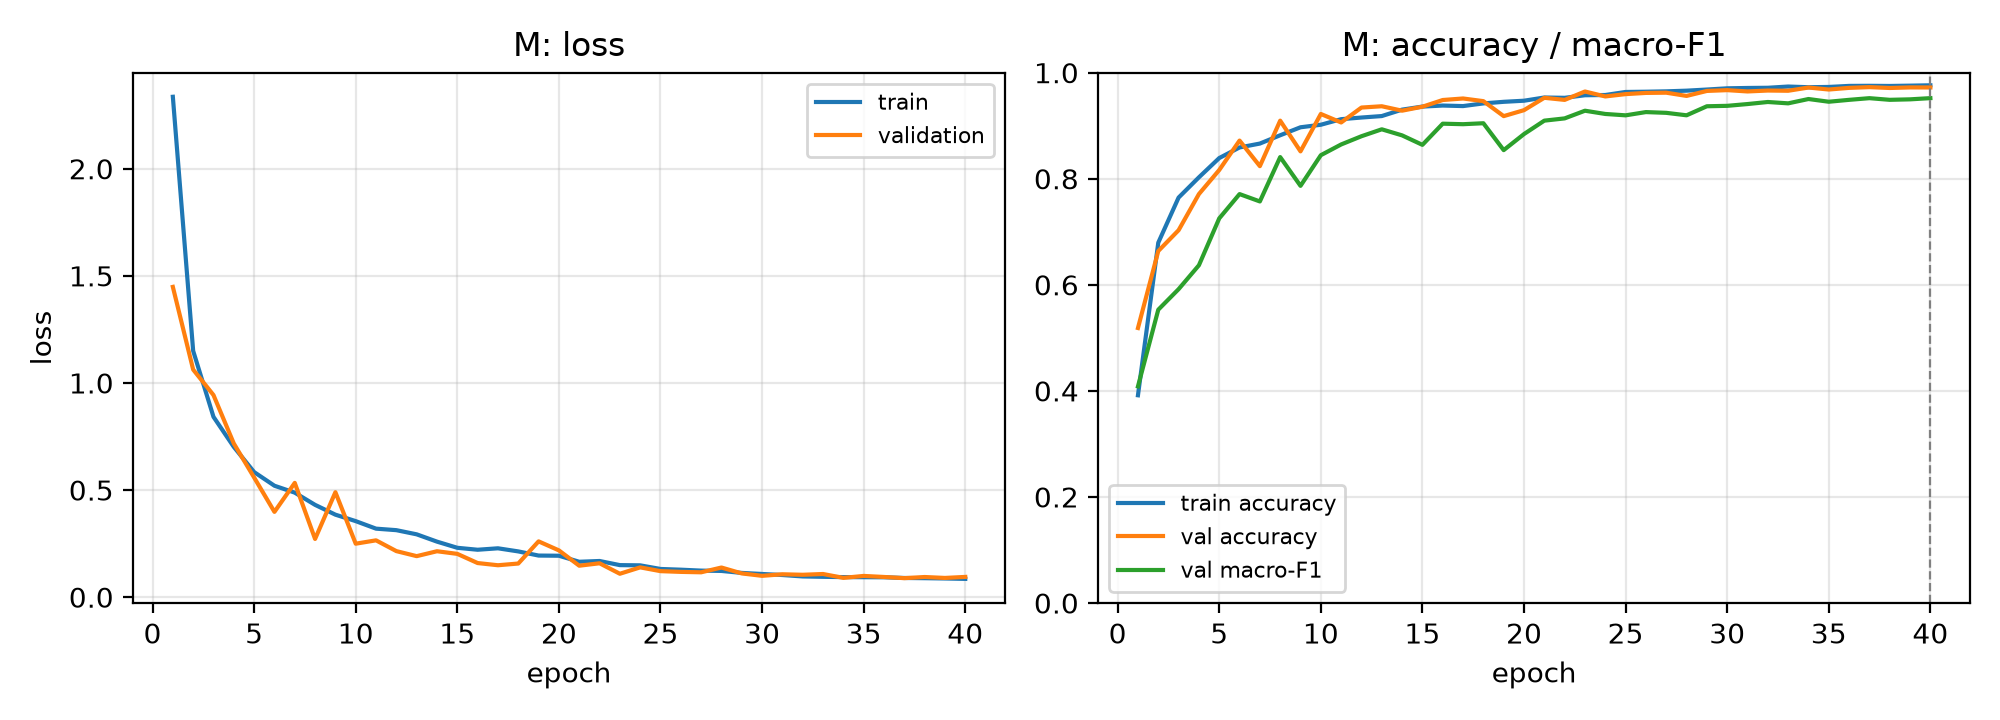 M: loss
train
validation
2.0
1.5
1.0
0.5
0.0
loss
0 5 10 15 20 25 30 35 40
epoch
M: accuracy / macro-F1
1.0
0.8
0.6
0.4
0.2
0.0
train accuracy
val accuracy
val macro-F1
0 5 10 15 20 25 30 35 40
epoch